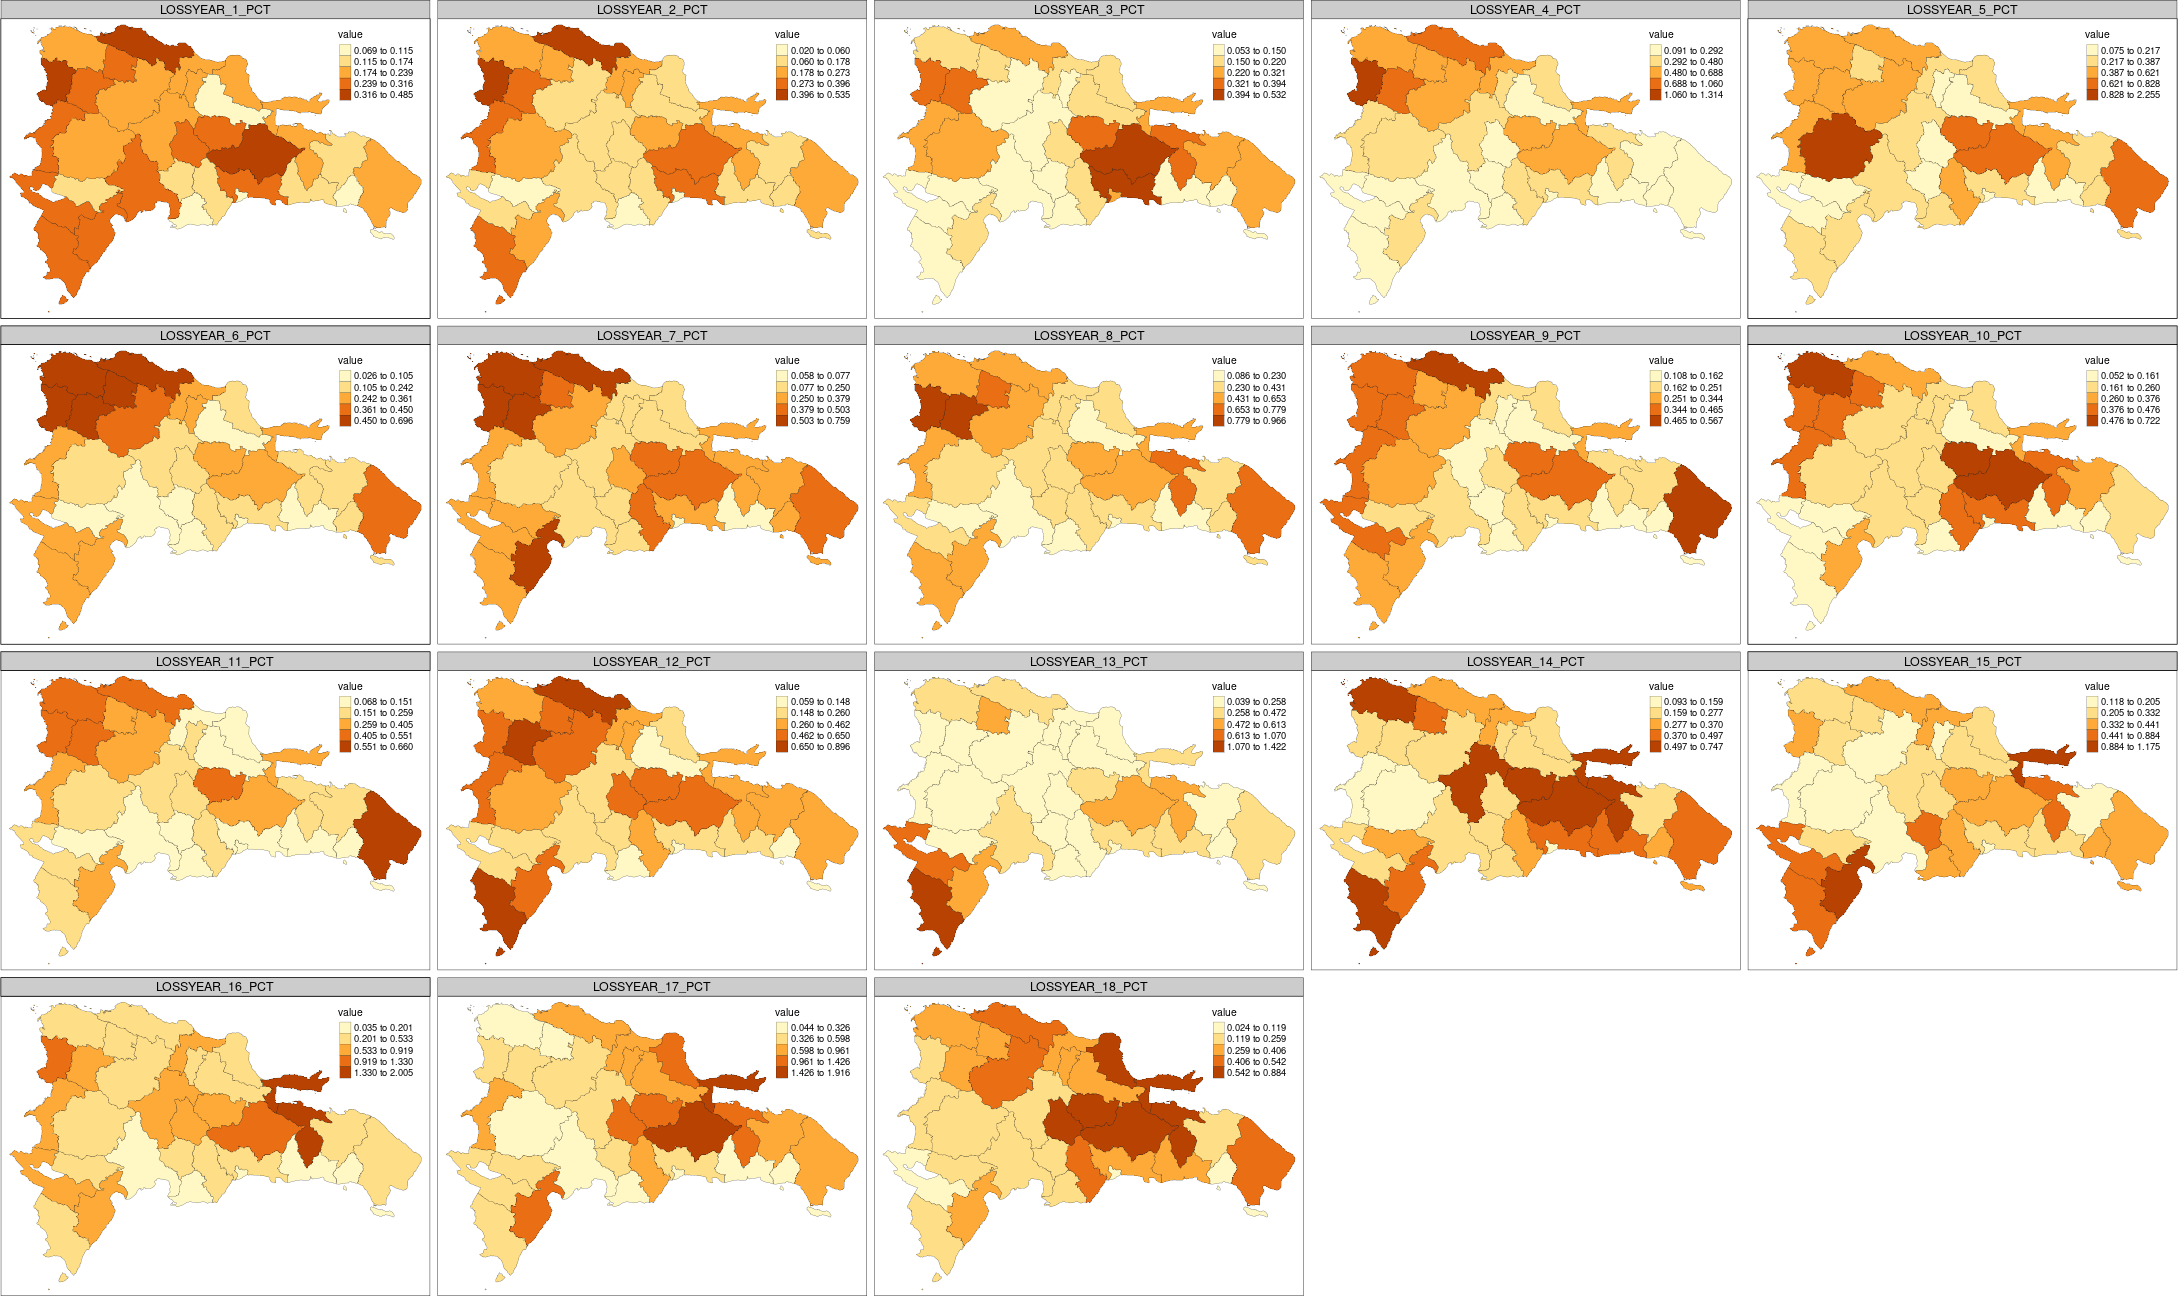 LOSSYEAR_1_PCT
value
0.069 to 0.115
0.115 to 0.174
0.174 to 0.239
0.239 to 0.316
0.316 to 0.485
LOSSYEAR_2_PCT
value
0.020 to 0.060
0.060 to 0.178
0.178 to 0.273
0.273 to 0.396
0.396 to 0.535
LOSSYEAR_3_PCT
value
0.053 to 0.150
0.150 to 0.220
0.220 to 0.321
0.321 to 0.394
0.394 to 0.532
LOSSYEAR_4_PCT
value
0.091 to 0.292
0.292 to 0.480
0.480 to 0.688
0.688 to 1.060
1.060 to 1.314
LOSSYEAR_5_PCT
value
0.075 to 0.217
0.217 to 0.387
0.387 to 0.621
0.621 to 0.828
0.828 to 2.255
LOSSYEAR_6_PCT
value
0.026 to 0.105
0.105 to 0.242
0.242 to 0.361
0.361 to 0.450
0.450 to 0.696
LOSSYEAR_7_PCT
value
0.058 to 0.077
0.077 to 0.250
0.250 to 0.379
0.379 to 0.503
0.503 to 0.759
LOSSYEAR_8_PCT
value
0.086 to 0.230
0.230 to 0.431
0.431 to 0.653
0.653 to 0.779
0.779 to 0.966
LOSSYEAR_9_PCT
value
0.108 to 0.162
0.162 to 0.251
0.251 to 0.344
0.344 to 0.465
0.465 to 0.567
LOSSYEAR_10_PCT
value
0.052 to 0.161
0.161 to 0.260
0.260 to 0.376
0.376 to 0.476
0.476 to 0.722
LOSSYEAR_11_PCT
value
0.068 to 0.151
0.151 to 0.259
0.259 to 0.405
0.405 to 0.551
0.551 to 0.660
LOSSYEAR_12_PCT
value
0.059 to 0.148
0.148 to 0.260
0.260 to 0.462
0.462 to 0.650
0.650 to 0.896
LOSSYEAR_13_PCT
value
0.039 to 0.258
0.258 to 0.472
0.472 to 0.613
0.613 to 1.070
1.070 to 1.422
LOSSYEAR_14_PCT
value
0.093 to 0.159
0.159 to 0.277
0.277 to 0.370
0.370 to 0.497
0.497 to 0.747
LOSSYEAR_15_PCT
value
0.118 to 0.205
0.205 to 0.332
0.332 to 0.441
0.441 to 0.884
0.884 to 1.175
LOSSYEAR_16_PCT
value
0.035 to 0.201
0.201 to 0.533
0.533 to 0.919
0.919 to 1.330
1.330 to 2.005
LOSSYEAR_17_PCT
value
0.044 to 0.326
0.326 to 0.598
0.598 to 0.961
0.961 to 1.426
1.426 to 1.916
LOSSYEAR_18_PCT
value
0.024 to 0.119
0.119 to 0.259
0.259 to 0.406
0.406 to 0.542
0.542 to 0.884